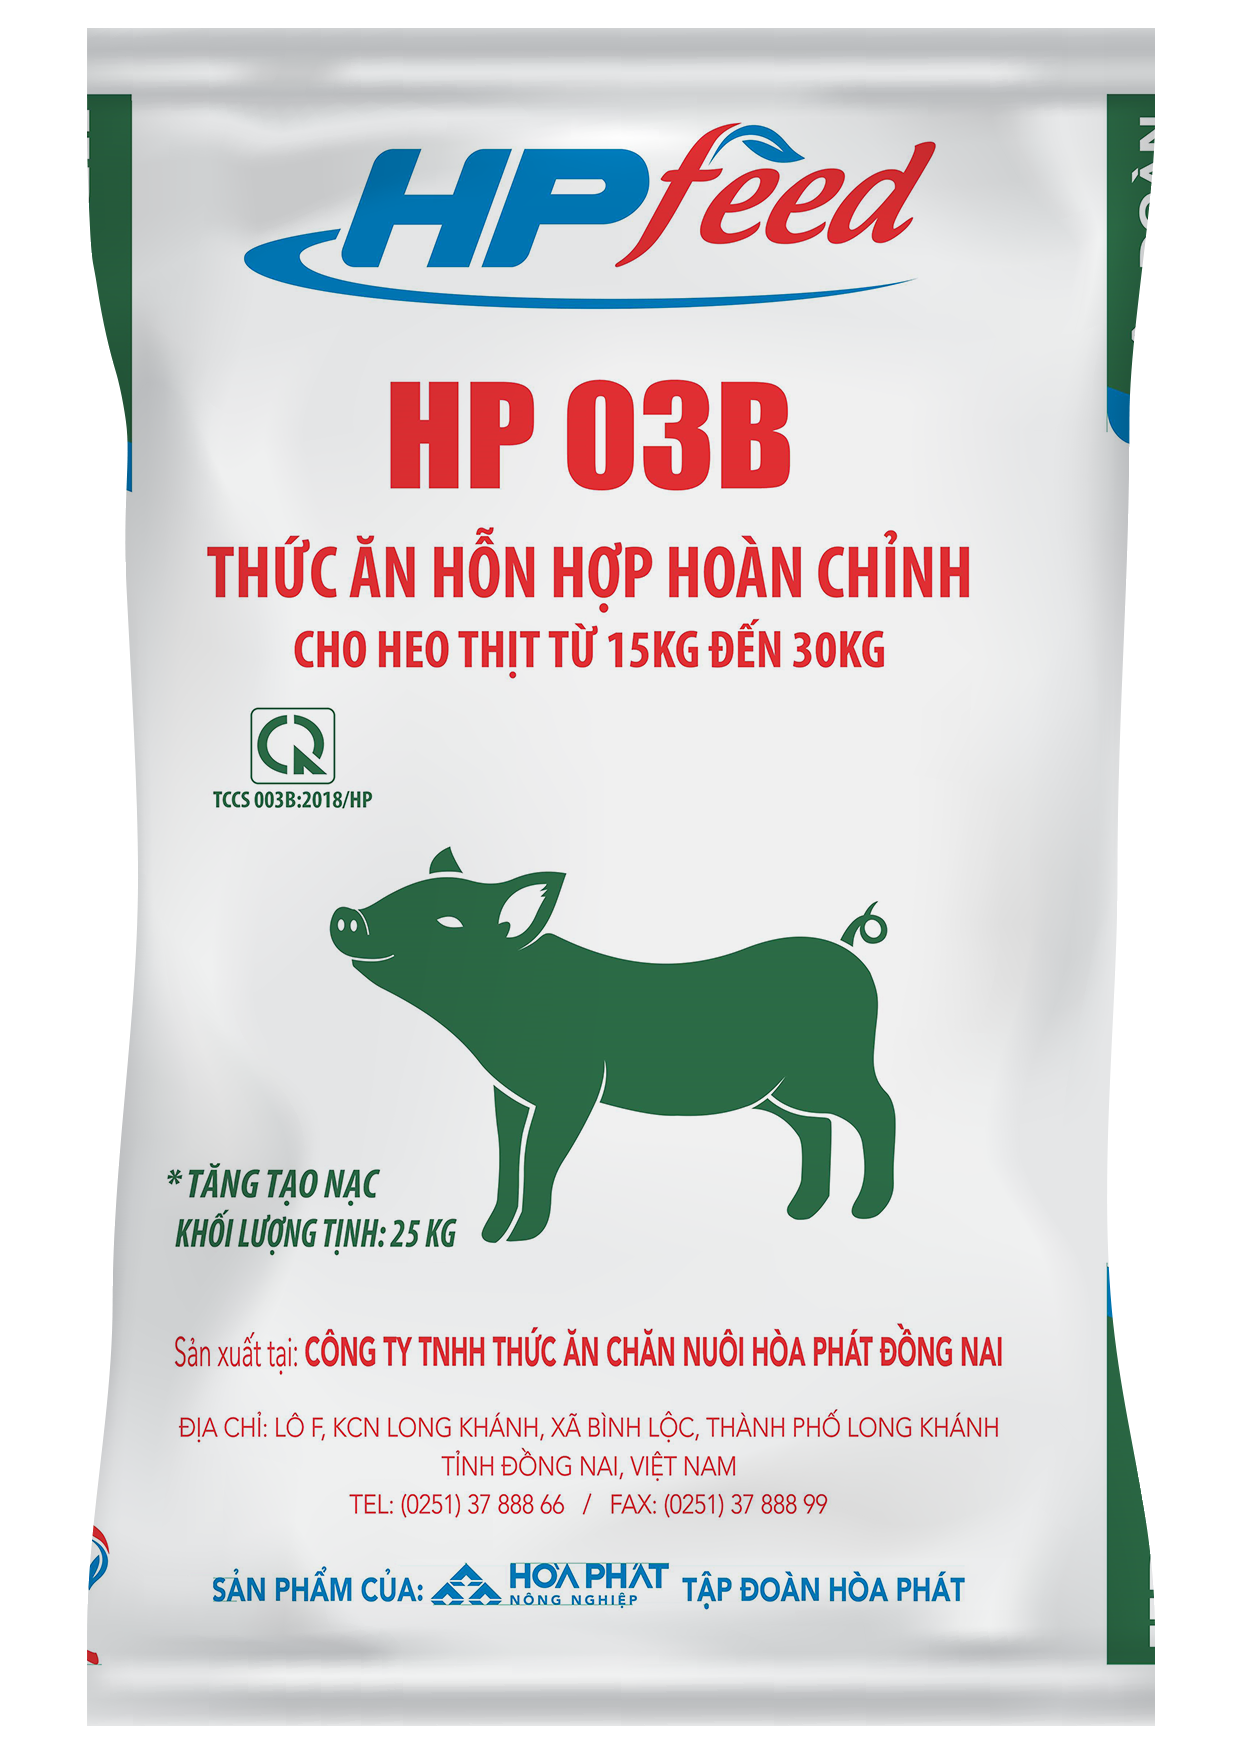 HPfeed
HP 03B
THỨC ĂN HỖN HỢP HOÀN CHỈNH
CHO HEO THỊT TỪ 15KG ĐẾN 30KG
TCCS 003B:2018/HP
* TĂNG TẠO NẠC
KHỐI LƯỢNG TỊNH: 25 KG
Sản xuất tại: CÔNG TY TNHH THỨC ĂN CHĂN NUÔI HÒA PHÁT ĐỒNG NAI
ĐỊA CHỈ: LÔ F, KCN LONG KHÁNH, XÃ BÌNH LỘC, THÀNH PHỐ LONG KHÁNH
TỈNH ĐỒNG NAI, VIỆT NAM
TEL: (0251) 37 888 66 / FAX: (0251) 37 888 99
SẢN PHẨM CỦA: HÒA PHÁT NÔNG NGHIỆP TẬP ĐOÀN HÒA PHÁT